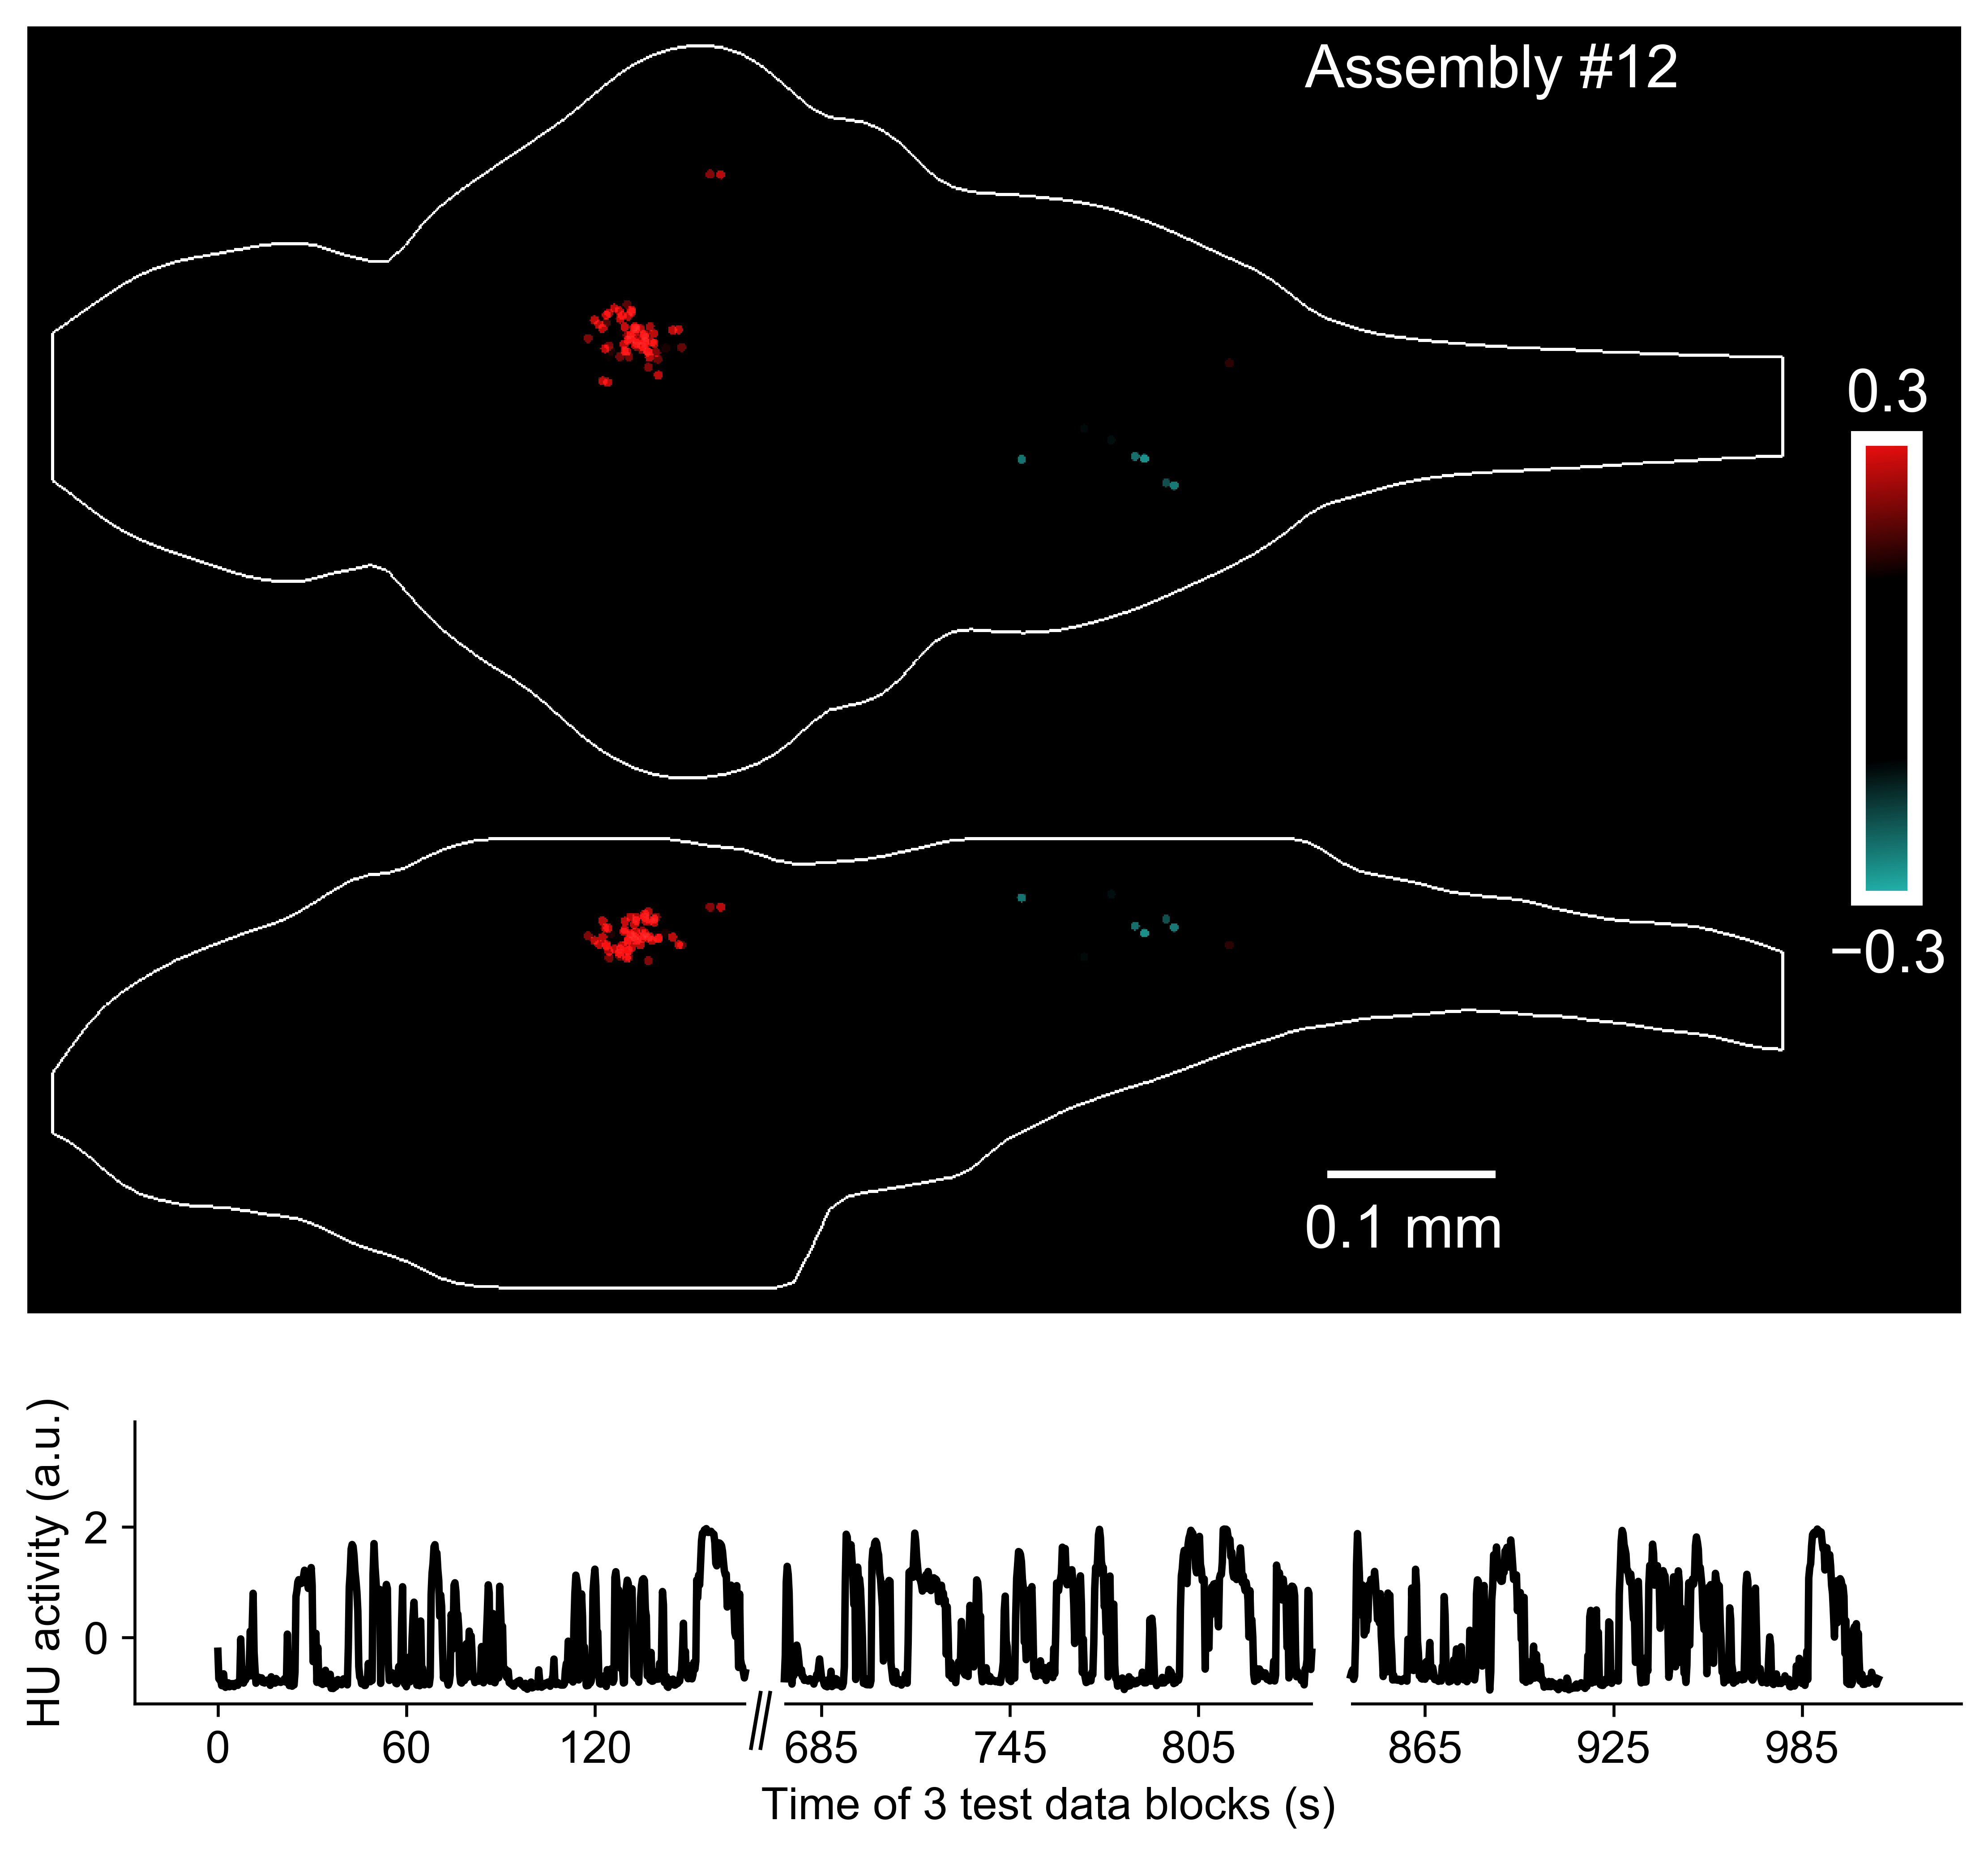 Assembly #12
0.3
−0.3
0.1 mm
HU activity (a.u.)
2
0
0 60 120 685 745 805 865 925 985
Time of 3 test data blocks (s)